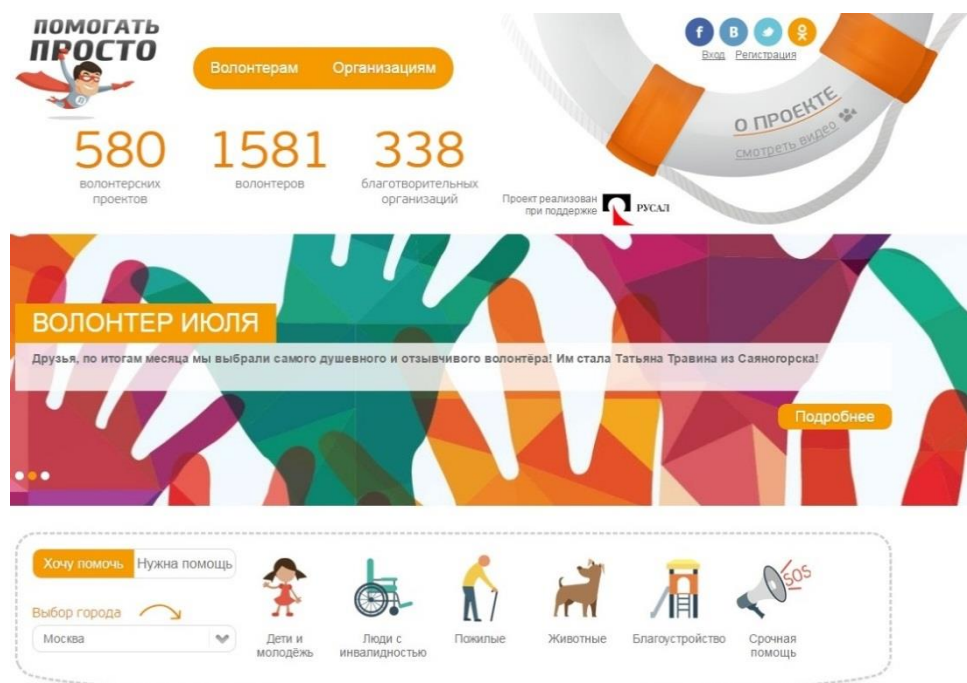 ПОМОГАТЬ
ПРОСТО
Волонтерам
Организациям
f
B
Вход
Регистрация
О ПРОЕКТЕ
смотреть видео
580
волонтерских
проектов
1581
волонтеров
338
благотворительных
организаций
Проект реализован
при поддержке
РУСАЛ
ВОЛОНТЕР ИЮЛЯ
Друзья, по итогам месяца мы выбрали самого душевного и отзывчивого волонтёра! Им стала Татьяна Травина из Саяногорска!
Подробнее
Хочу помочь
Нужна помощь
Выбор города
Москва
Дети и
молодёжь
Люди с
инвалидностью
Пожилые
Животные
Благоустройство
SOS
Срочная
помощь